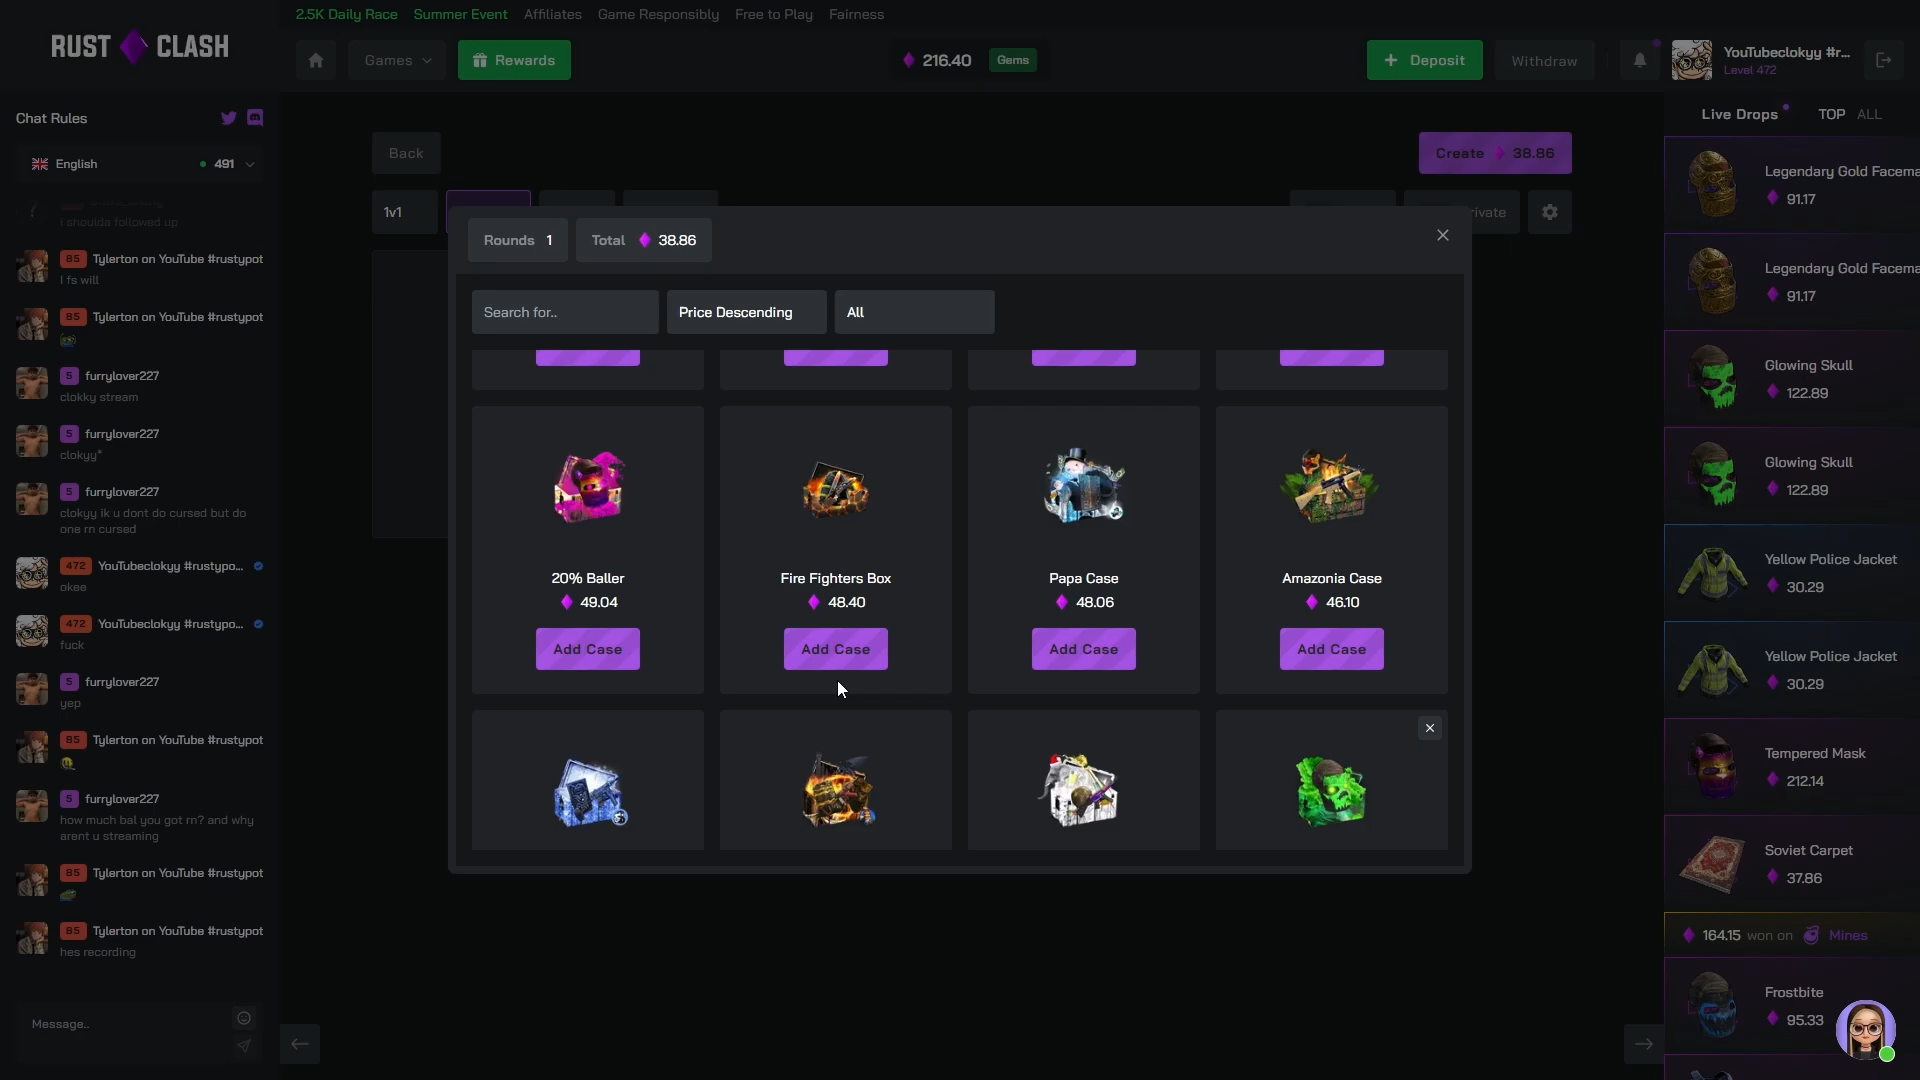 2.5K Daily Race
Summer Event
Affiliates
Game Responsibly
Free to Play
Fairness
RUST CLASH
Games
Rewards
216.40
Gems
Deposit
Withdraw
YouTubeclokyy #r...
Level 472
Chat Rules
English
491
i shoulda followed up
85 Tylerton on YouTube #rustypot
I fs will
85 Tylerton on YouTube #rustypot
5 furrylover227
clokky stream
5 furrylover227
clokyy*
5 furrylover227
clokyy ik u dont do cursed but do
one rn cursed
472 YouTubeclokyy #rustypo...
okee
472 YouTubeclokyy #rustypo...
fuck
5 furrylover227
yep
85 Tylerton on YouTube #rustypot
5 furrylover227
how much bal you got rn? and why
arent u streaming
85 Tylerton on YouTube #rustypot
85 Tylerton on YouTube #rustypot
hes recording
Message..
Back
Create 38.86
1v1
rivate
Rounds 1
Total 38.86
Search for..
Price Descending
All
20% Baller
49.04
Add Case
Fire Fighters Box
48.40
Add Case
Papa Case
48.06
Add Case
Amazonia Case
46.10
Add Case
Live Drops
TOP
ALL
Legendary Gold Facema
91.17
Legendary Gold Facema
91.17
Glowing Skull
122.89
Glowing Skull
122.89
Yellow Police Jacket
30.29
Yellow Police Jacket
30.29
Tempered Mask
212.14
Soviet Carpet
37.86
164.15 won on Mines
Frostbite
95.33